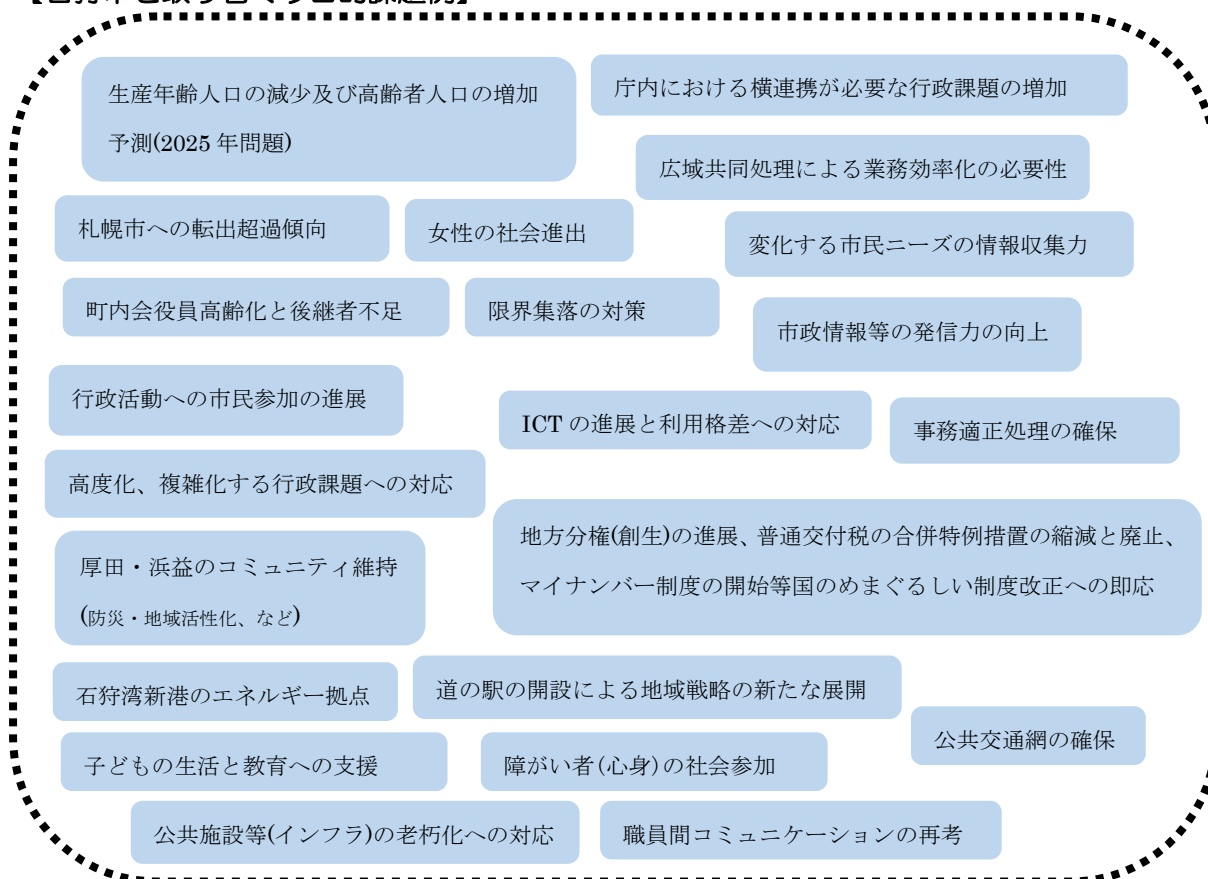 生産年齢人口の減少及び高齢者人口の増加
予測(2025 年問題)
庁内における横連携が必要な行政課題の増加
広域共同処理による業務効率化の必要性
札幌市への転出超過傾向
女性の社会進出
変化する市民ニーズの情報収集力
町内会役員高齢化と後継者不足
限界集落の対策
市政情報等の発信力の向上
行政活動への市民参加の進展
ICT の進展と利用格差への対応
事務適正処理の確保
高度化、複雑化する行政課題への対応
地方分権(創生)の進展、普通交付税の合併特例措置の縮減と廃止、
マイナンバー制度の開始等国のめまぐるしい制度改正への即応
厚田・浜益のコミュニティ維持
(防災・地域活性化、など)
石狩湾新港のエネルギー拠点
道の駅の開設による地域戦略の新たな展開
公共交通網の確保
子どもの生活と教育への支援
障がい者(心身)の社会参加
公共施設等(インフラ)の老朽化への対応
職員間コミュニケーションの再考